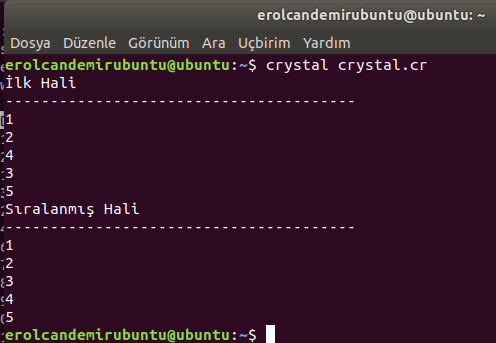 erolcandemirubuntu@ubuntu: ~
Dosya Düzenle Görünüm Ara Uçbirim Yardım
erolcandemirubuntu@ubuntu:~$ crystal crystal.cr
İlk Hali
---------------------------------------
1
2
4
3
5
Sıralanmış Hali
---------------------------------------
1
2
3
4
5
erolcandemirubuntu@ubuntu:~$